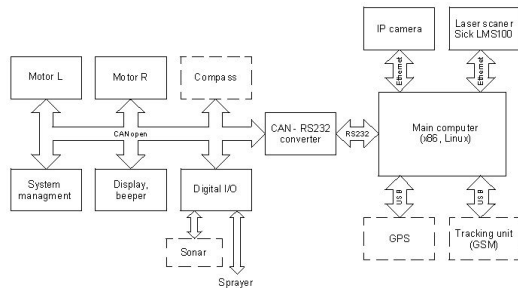 IP camera
Laser scaner
Sick LMS100
Motor L
Motor R
Compass
Ethernet
Ethernet
CANopen
CAN - RS232
converter
RS232
Main computer
(x86, Linux)
System
managment
Display,
beeper
Digital I/O
USB
USB
Sonar
GPS
Tracking unit
(GSM)
Sprayer